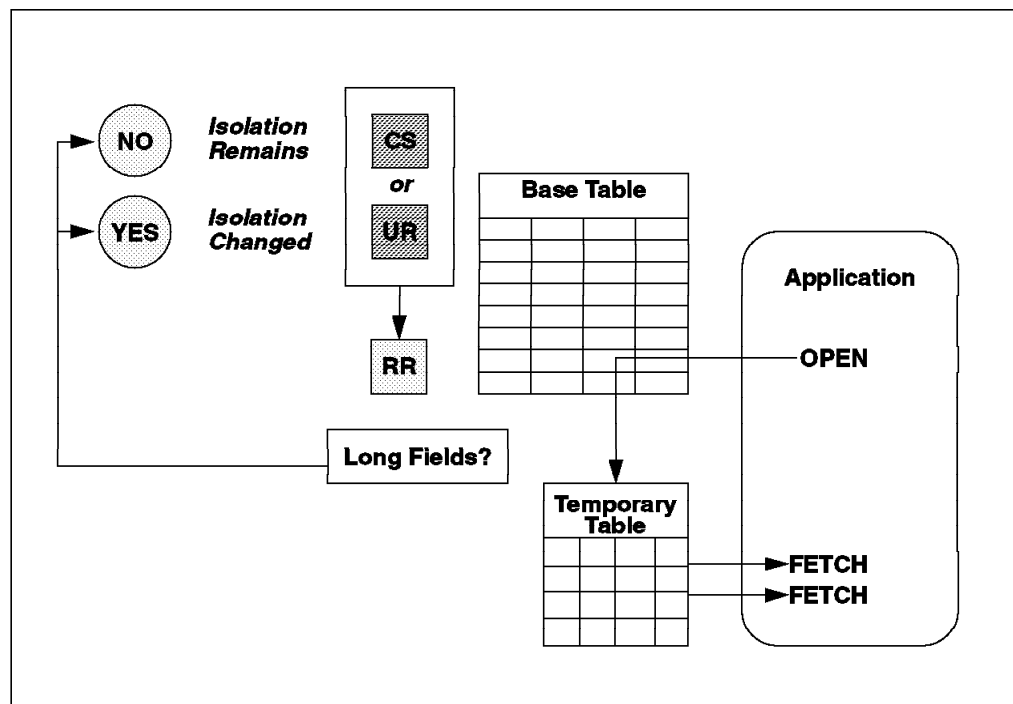 NO
Isolation
Remains
CS
or
YES
Isolation
Changed
UR
RR
Long Fields?
Base Table
Temporary
Table
Application
OPEN
FETCH
FETCH